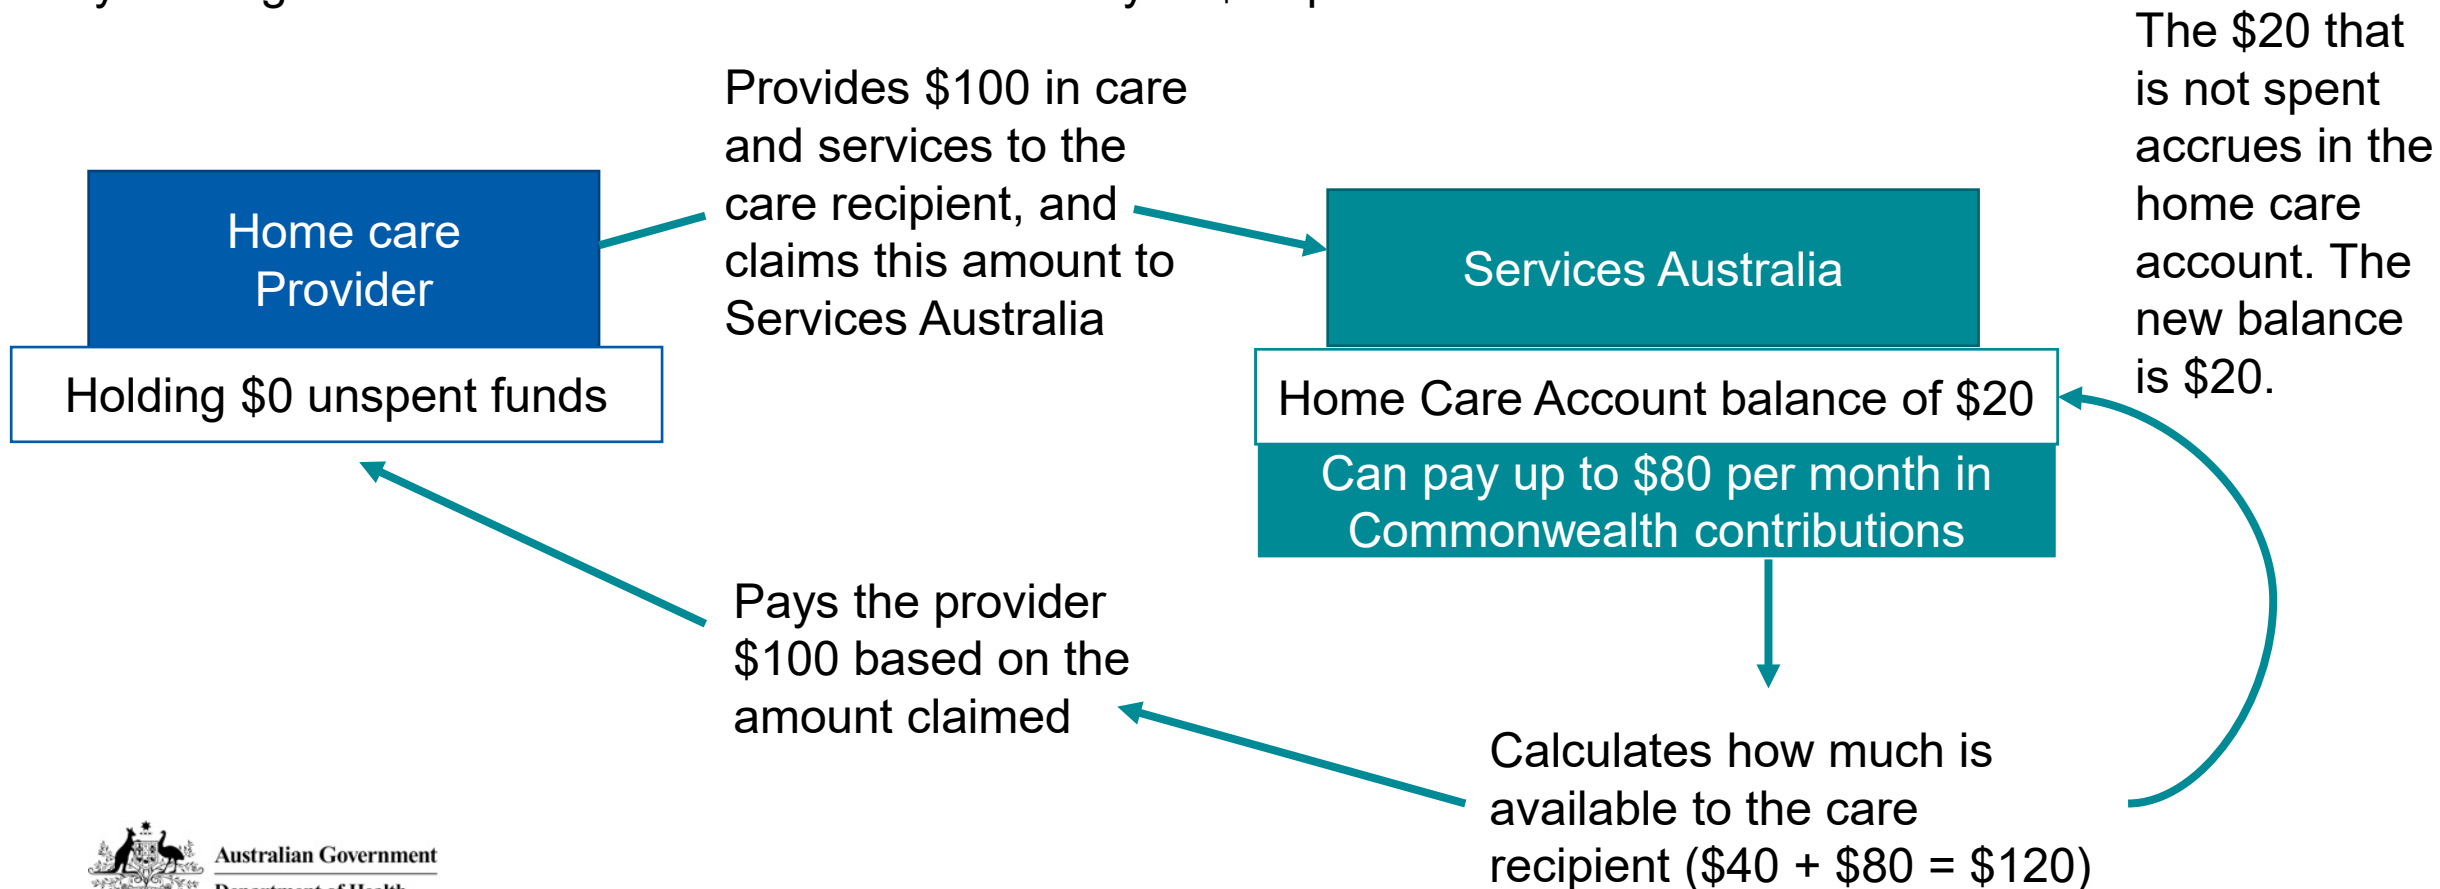 Provides $100 in care
and services to the
care recipient, and
claims this amount to
Services Australia
The $20 that
is not spent
accrues in the
home care
account. The
new balance
is $20.
Home care
Provider
Holding $0 unspent funds
Services Australia
Home Care Account balance of $20
Can pay up to $80 per month in
Commonwealth contributions
Pays the provider
$100 based on the
amount claimed
Calculates how much is
available to the care
recipient ($40 + $80 = $120)
Australian Government
Department of Health